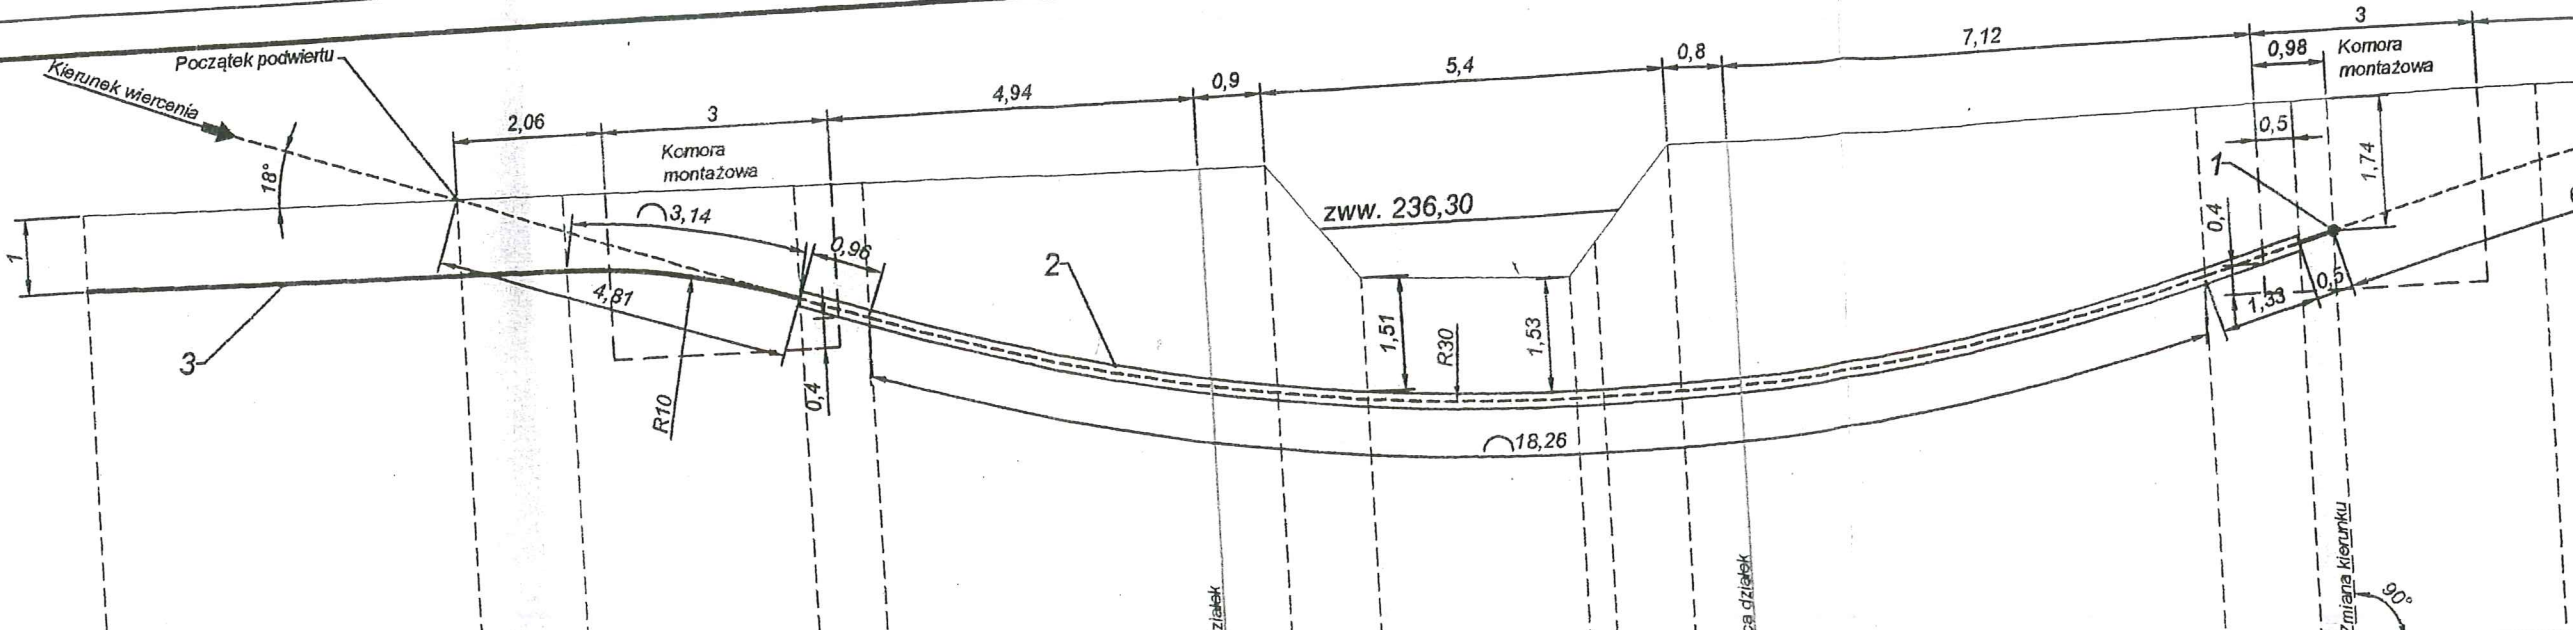 Początek podwiertu
Kierunek wiercenia
18°
1
2,06
3
4,94
0,9
5,4
0,8
7,12
3
0,98
Komora
montażowa
0,5
1,74
1
0,4
Komora
montażowa
3,14
0,96
4,81
3
R10
0,4
2
zww. 236,30
1,51
R30
1,53
18,26
1,33
0,5
Zmiana kierunku
90°